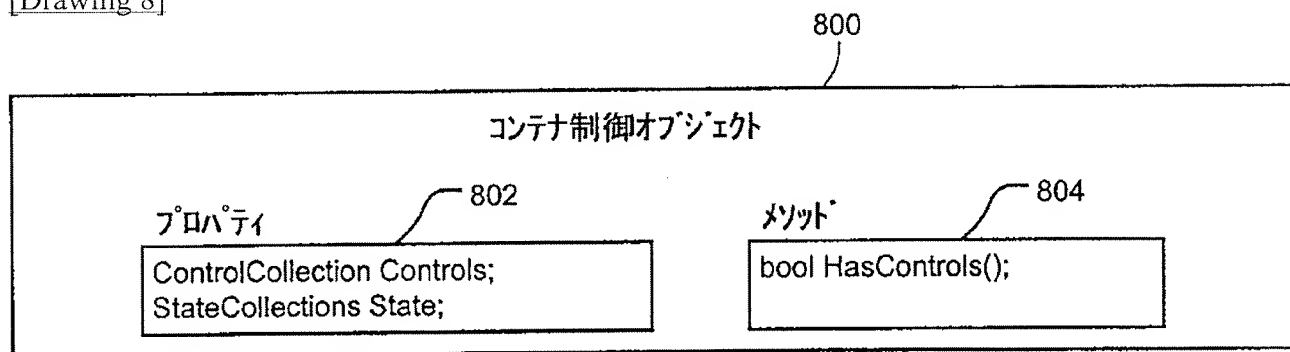 [Drawing 8]
800
コンテナ制御オブジェクト
802
804
プロパティ
メソッド
ControlCollection Controls;
StateCollections State;
bool HasControls();